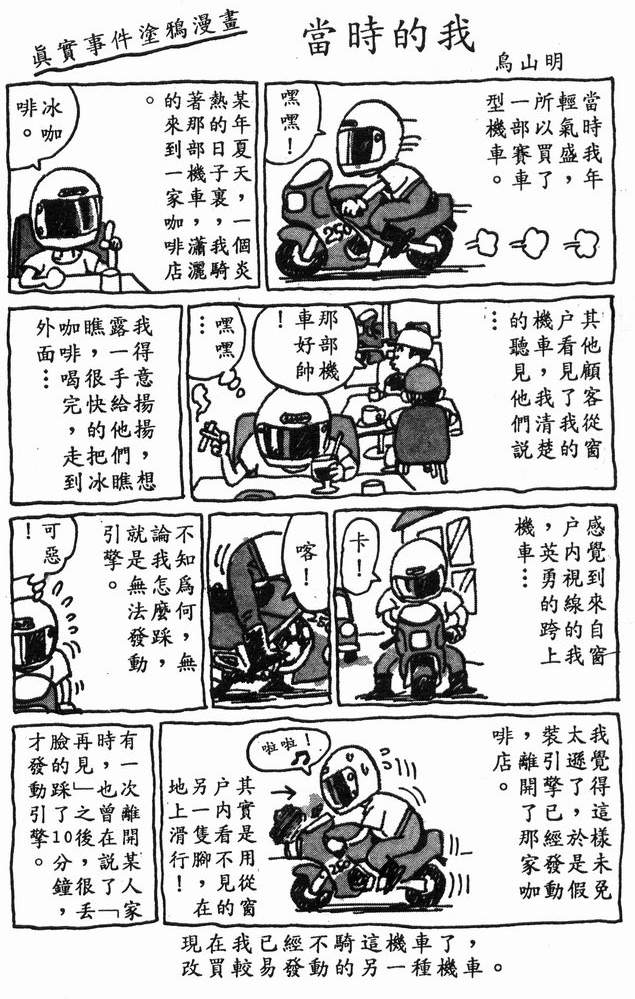 真實事件塗鴉漫畫
當時的我
鳥山明
當時我年
輕氣盛，
所以買了
一部賽車
型機車。
嘿嘿！
250
某年夏天，一個炎
熱的日子裏，我騎
著那部機車，瀟灑
的來到一家咖啡店
。
冰咖
啡。
其他顧客從窗
户看見了我的
機車，我清楚
的聽見他們說
…
那部機
車好帥
！
嘿嘿
…
我得意揚揚，想
露一手給他們瞧
瞧，很快的把冰
咖啡喝完，走到
外面…
感覺到來自窗
户內視線的我
，英勇的跨上
機車…
卡！
喀！
不知爲何，無
論我怎麼踩，
就是無法發動
引擎。
可惡
！
我覺得這樣未免
太遜了，於是假
裝引擎已經發動
，離開了那家咖
啡店。
啦啦！
其實是用從
户內看不見的窗
另一隻腳，在
地上滑行！
250
有一次離開某人家
時，也曾在說了「
再見」之後，很丟
臉的踩了10分鐘，
才發動引擎。
現在我已經不騎這機車了，
改買較易發動的另一種機車。